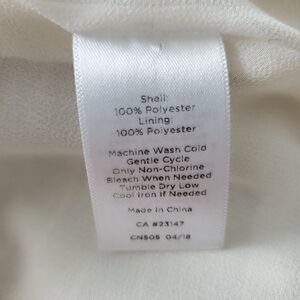 Shell:
100% Polyester
Lining:
100% Polyester
Machine Wash Cold
Gentle Cycle
Only Non-Chlorine
Bleach When Needed
Tumble Dry Low
Cool Iron If Needed
Made in China
CA #23147
CN505 04/18